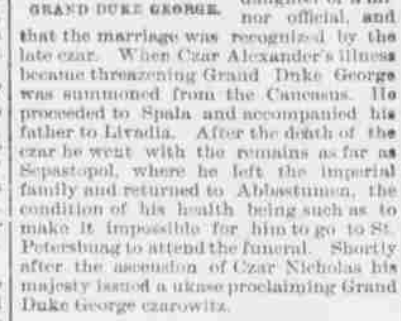 daughter of a mi-
GRAND DUKE GEORGE.
nor official, and
that the marriage was recognized by the
late czar. When Czar Alexander's illness
became threatening Grand Duke George
was summoned from the Caucasus. He
proceeded to Spala and accompanied his
father to Livadia. After the death of the
czar he went with the remains as far as
Sepastopol, where he left the imperial
family and returned to Abbastuman, the
condition of his health being such as to
make it impossible for him to go to St.
Petersburg to attend the funeral. Shortly
after the ascension of Czar Nicholas his
majesty issued a ukase proclaiming Grand
Duke George czarowitz.